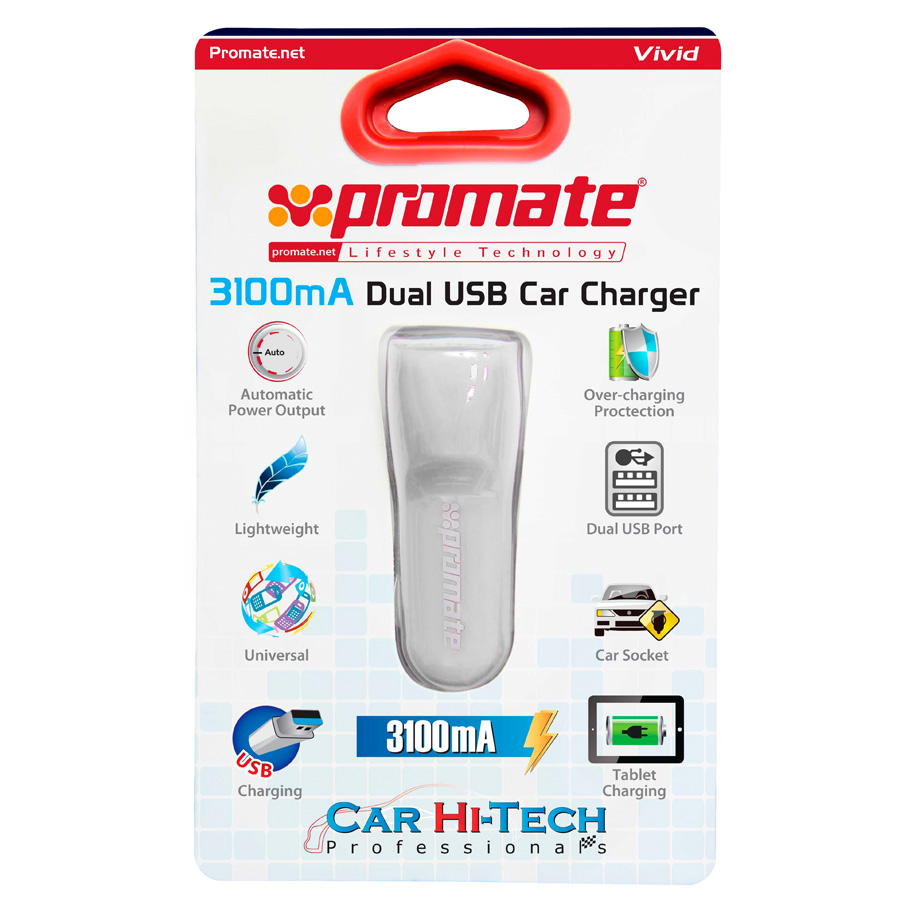 Promate.net
Vivid
promate®
promate.net Lifestyle Technology
3100mA Dual USB Car Charger
Auto
Automatic
Power Output
Over-charging
Proctection
Lightweight
Dual USB Port
promate
Universal
Car Socket
USB
Charging
3100mA
Tablet
Charging
CAR HI-TECH
Professionals